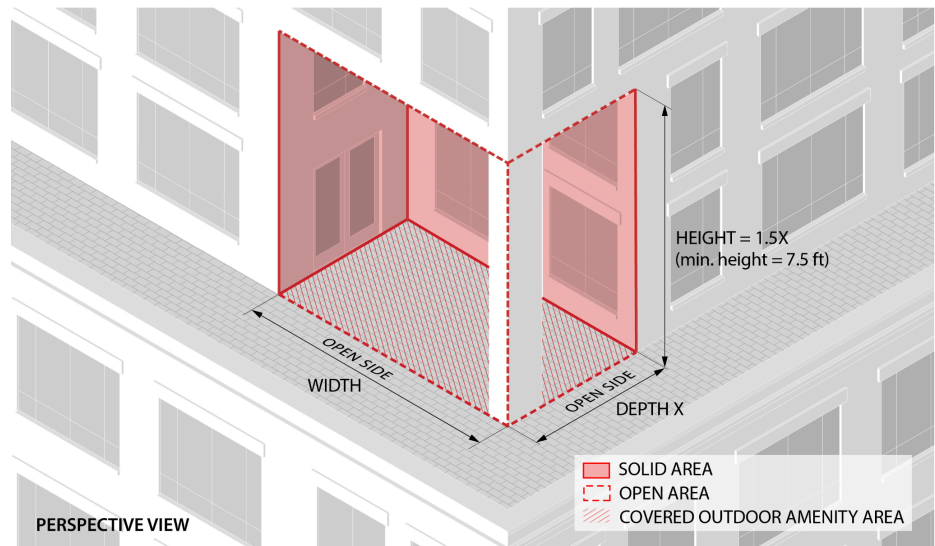 HEIGHT = 1.5X
(min. height = 7.5 ft)
OPEN SIDE
WIDTH
OPEN SIDE
DEPTH X
SOLID AREA
OPEN AREA
COVERED OUTDOOR AMENITY AREA
PERSPECTIVE VIEW